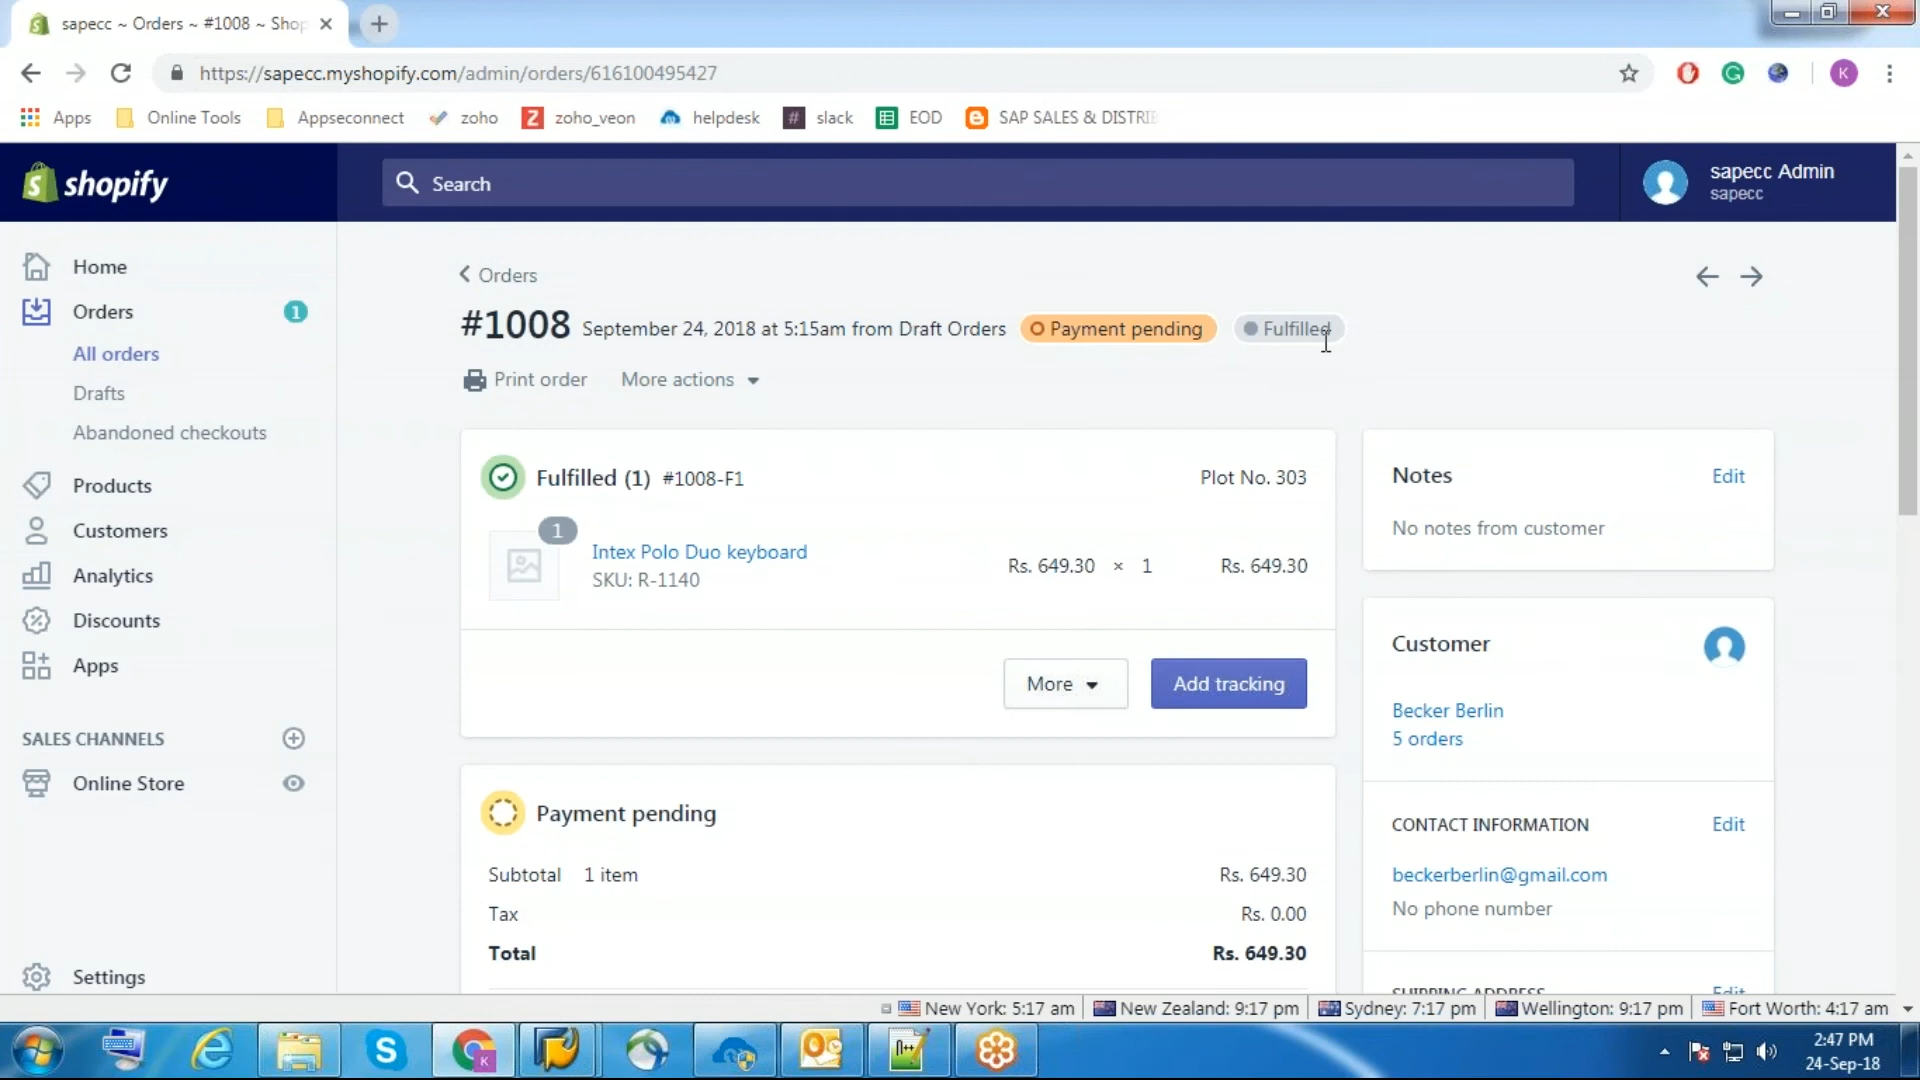 sapecc ~ Orders ~ #1008 ~ Shop
https://sapecc.myshopify.com/admin/orders/616100495427
K
Apps
Online Tools
Appseconnect
zoho
zoho_veon
helpdesk
slack
EOD
SAP SALES & DISTRIB
shopify
Search
sapecc Admin
sapecc
Home
Orders
1
All orders
Drafts
Abandoned checkouts
Products
Customers
Analytics
Discounts
Apps
SALES CHANNELS
Online Store
Settings
Orders
#1008 September 24, 2018 at 5:15am from Draft Orders Payment pending Fulfilled
Print order More actions
Fulfilled (1) #1008-F1 Plot No. 303
1
Intex Polo Duo keyboard
SKU: R-1140
Rs. 649.30 × 1 Rs. 649.30
More Add tracking
Payment pending
Subtotal 1 item Rs. 649.30
Tax Rs. 0.00
Total Rs. 649.30
Notes Edit
No notes from customer
Customer
Becker Berlin
5 orders
CONTACT INFORMATION Edit
beckerberlin@gmail.com
No phone number
SHIPPING ADDRESS Edit
New York: 5:17 am New Zealand: 9:17 pm Sydney: 7:17 pm Wellington: 9:17 pm Fort Worth: 4:17 am
2:47 PM
24-Sep-18